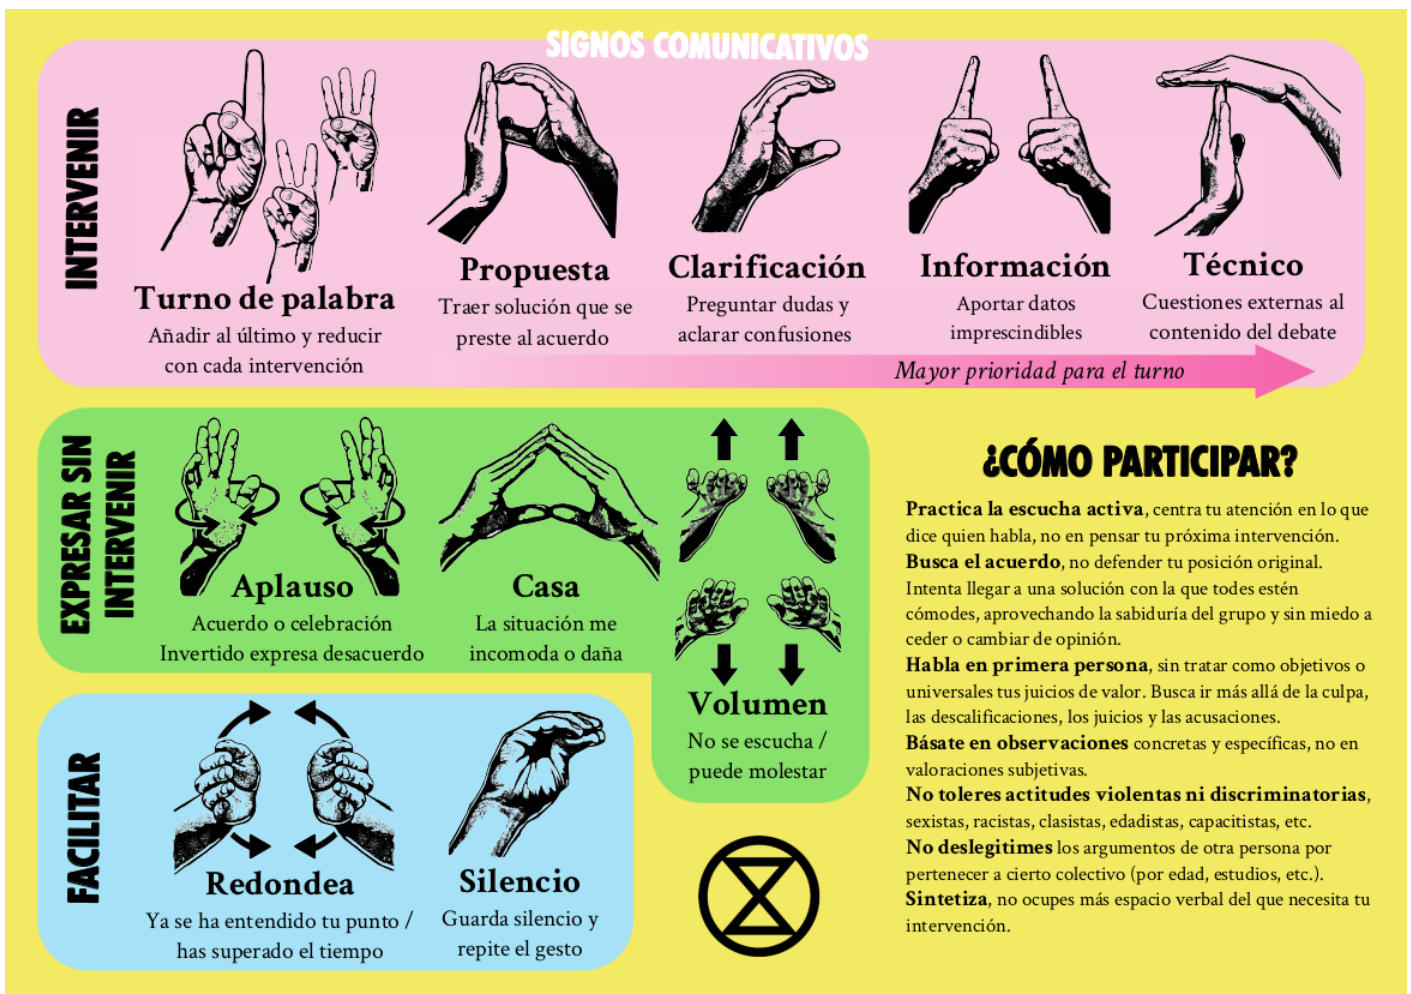 SIGNOS COMUNICATIVOS
INTERVENIR
Turno de palabra
Añadir al último y reducir
con cada intervención
Propuesta
Traer solución que se
preste al acuerdo
Clarificación
Preguntar dudas y
aclarar confusiones
Información
Aportar datos
imprescindibles
Técnico
Cuestiones externas al
contenido del debate
Mayor prioridad para el turno
EXPRESAR SIN
INTERVENIR
Aplauso
Acuerdo o celebración
Invertido expresa desacuerdo
Casa
La situación me
incomoda o daña
Volumen
No se escucha /
puede molestar
FACILITAR
Redondea
Ya se ha entendido tu punto /
has superado el tiempo
Silencio
Guarda silencio y
repite el gesto
¿CÓMO PARTICIPAR?
Practica la escucha activa, centra tu atención en lo que
dice quien habla, no en pensar tu próxima intervención.
Busca el acuerdo, no defender tu posición original.
Intenta llegar a una solución con la que todes estén
cómodes, aprovechando la sabiduría del grupo y sin miedo a
ceder o cambiar de opinión.
Habla en primera persona, sin tratar como objetivos o
universales tus juicios de valor. Busca ir más allá de la culpa,
las descalificaciones, los juicios y las acusaciones.
Básate en observaciones concretas y específicas, no en
valoraciones subjetivas.
No toleres actitudes violentas ni discriminatorias,
sexistas, racistas, clasistas, edadistas, capacitistas, etc.
No deslegitimes los argumentos de otra persona por
pertenecer a cierto colectivo (por edad, estudios, etc.).
Sintetiza, no ocupes más espacio verbal del que necesita tu
intervención.